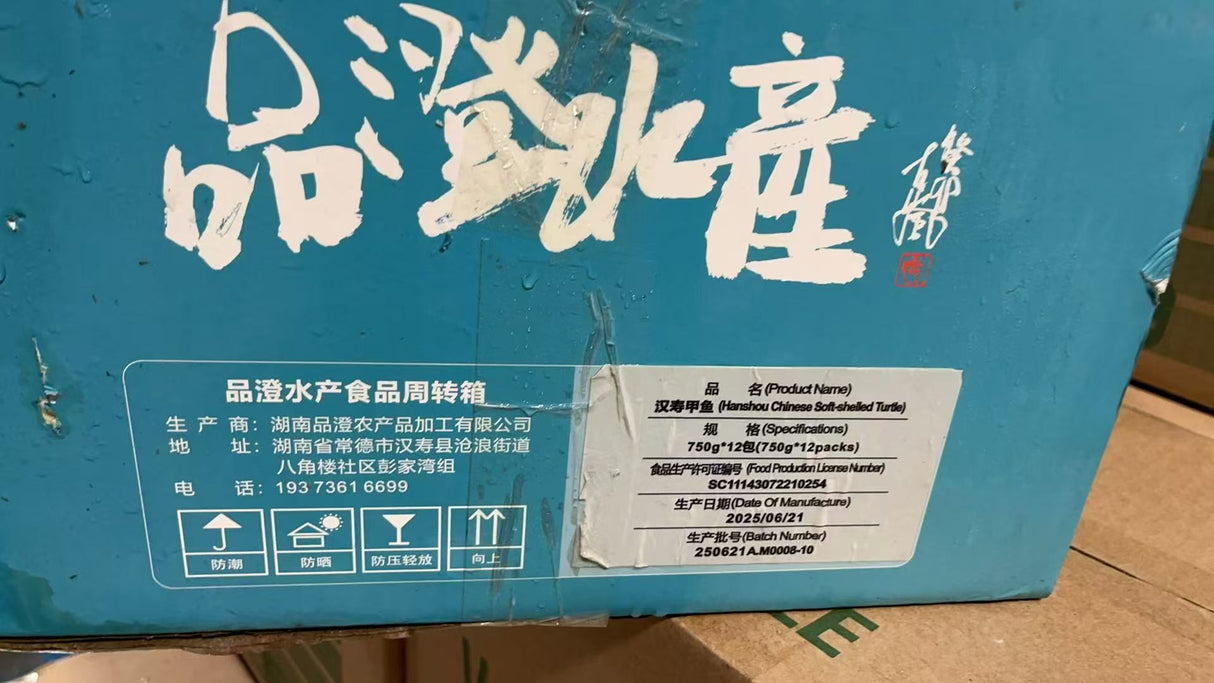 品澄水产
品澄水产食品周转箱
生产商：湖南品澄农产品加工有限公司
地址：湖南省常德市汉寿县沧浪街道
八角楼社区彭家湾组
电话：193 7361 6699
防潮
防晒
防压轻放
向上
品名(Product Name)
汉寿甲鱼 (Hanshou Chinese Soft-shelled Turtle)
规格(Specifications)
750g*12包(750g*12packs)
食品生产许可证编号 (Food Production License Number)
SC11143072210254
生产日期(Date Of Manufacture)
2025/06/21
生产批号(Batch Number)
250621A.M0008-10